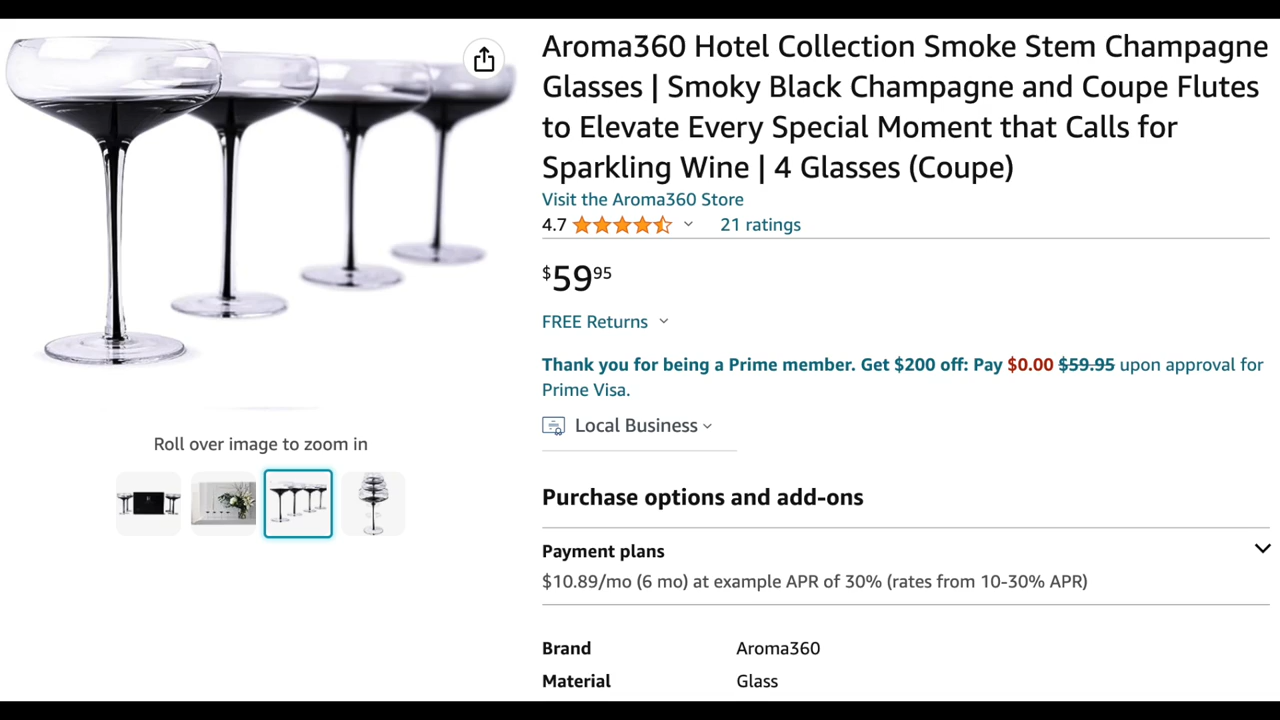 Aroma360 Hotel Collection Smoke Stem Champagne
Glasses | Smoky Black Champagne and Coupe Flutes
to Elevate Every Special Moment that Calls for
Sparkling Wine | 4 Glasses (Coupe)
Visit the Aroma360 Store
4.7 21 ratings
$59.95
FREE Returns
Thank you for being a Prime member. Get $200 off: Pay $0.00 $59.95 upon approval for
Prime Visa.
Local Business
Roll over image to zoom in
Purchase options and add-ons
Payment plans
$10.89/mo (6 mo) at example APR of 30% (rates from 10-30% APR)
Brand Aroma360
Material Glass